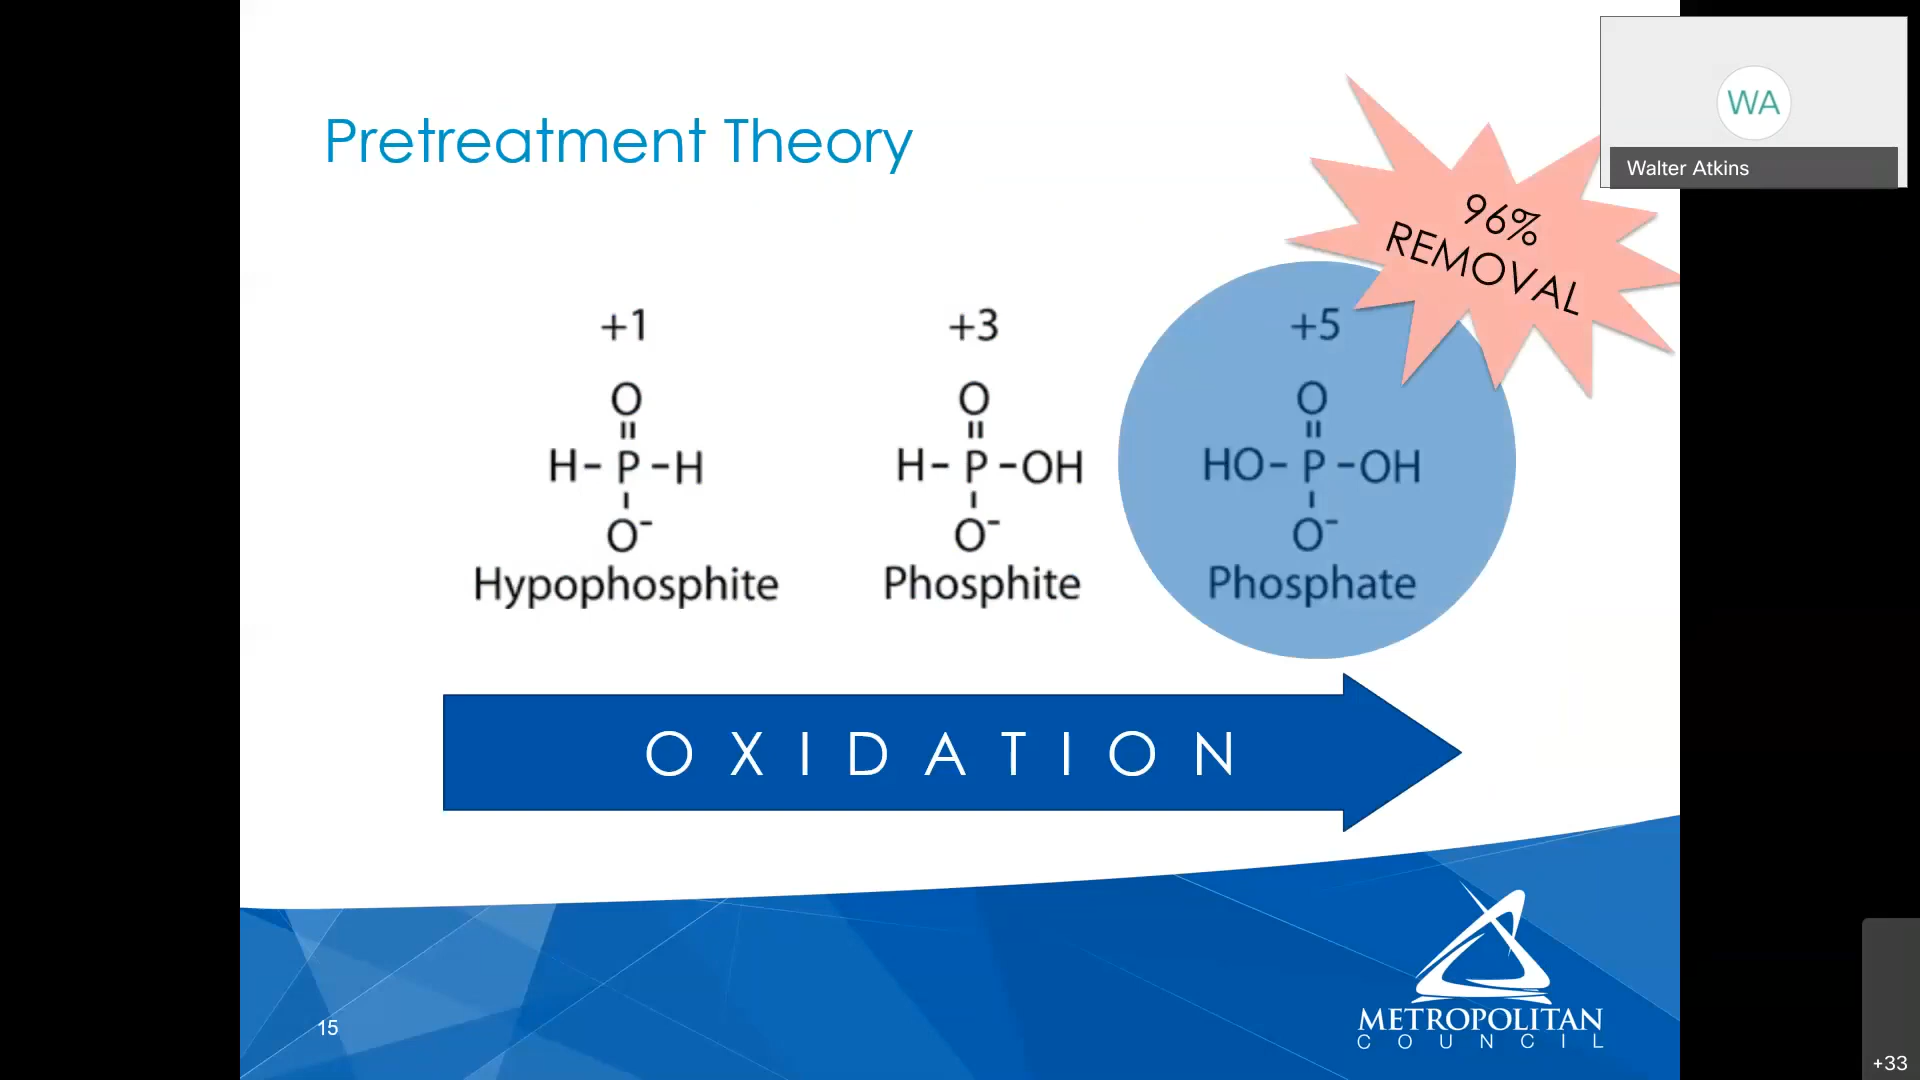 Pretreatment Theory
WA
Walter Atkins
96%
REMOVAL
+1
+3
+5
O
H-P-H
O⁻
Hypophosphite
O
H-P-OH
O⁻
Phosphite
O
HO-P-OH
O⁻
Phosphate
OXIDATION
15
METROPOLITAN
COUNCIL
+33